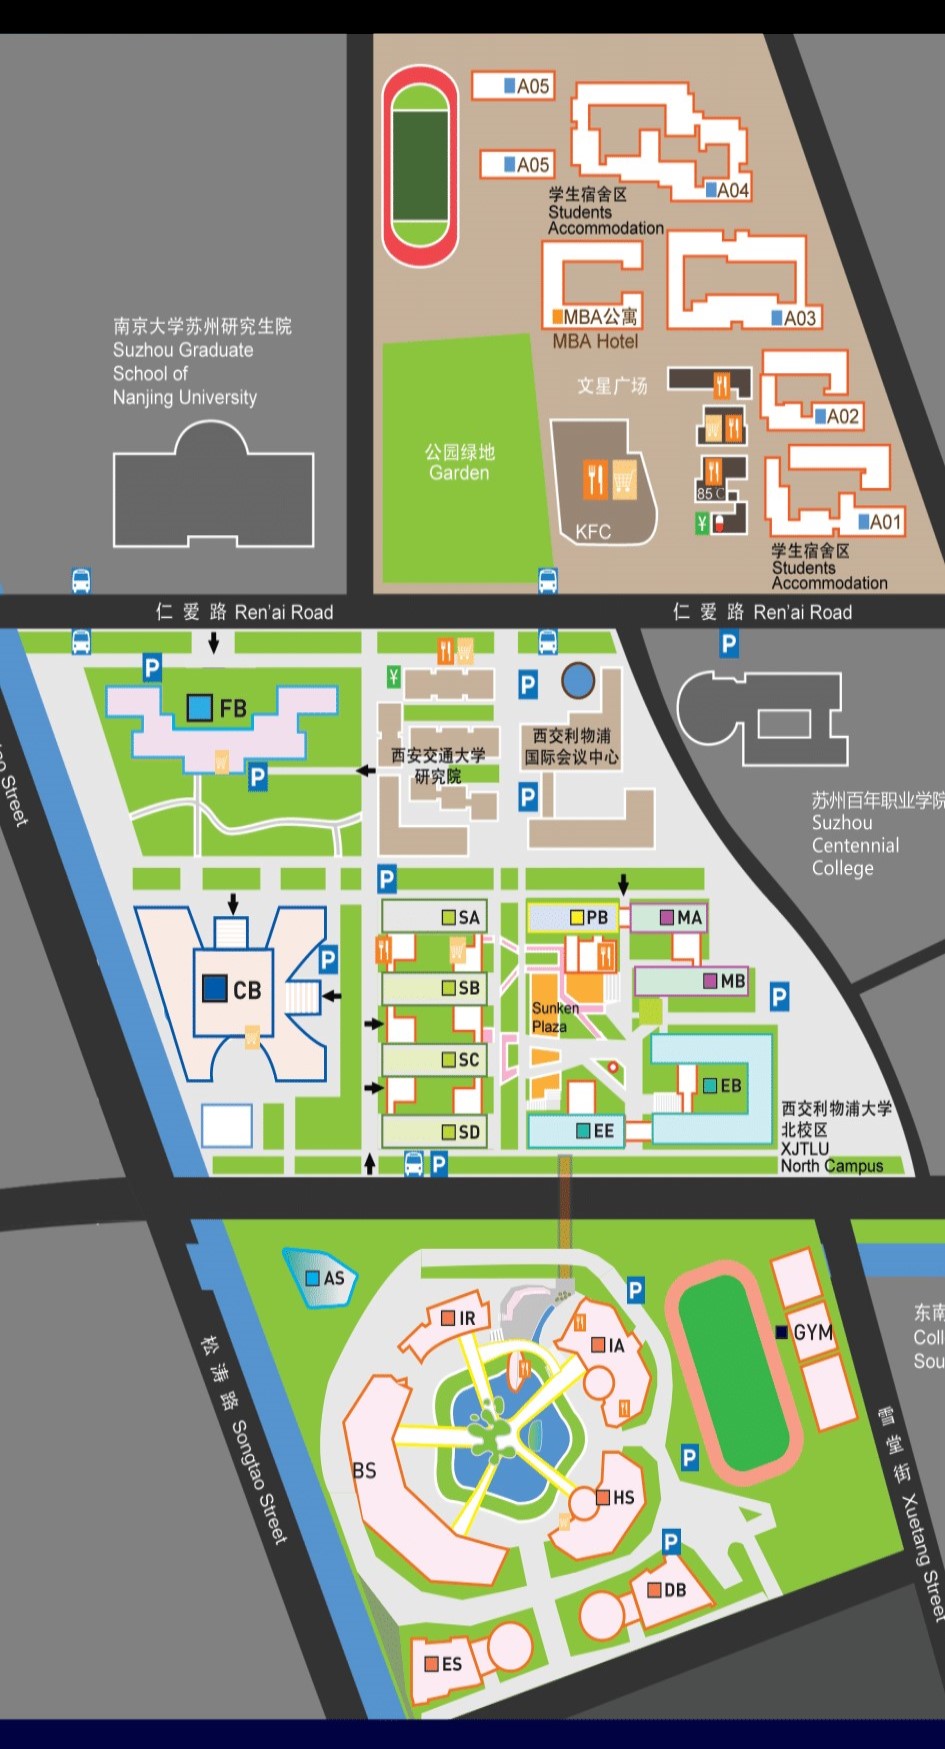 A05
A05
A04
学生宿舍区
Students
Accommodation
MBA公寓
MBA Hotel
A03
南京大学苏州研究生院
Suzhou Graduate
School of
Nanjing University
文星广场
A02
公园绿地
Garden
85℃
KFC
¥
A01
学生宿舍区
Students
Accommodation
仁爱路 Ren'ai Road
仁爱路 Ren'ai Road
P
P
FB
¥
P
西交利物浦
国际会议中心
西安交通大学
研究院
P
P
苏州百年职业学院
Suzhou
Centennial
College
Street
P
SA
PB
MA
CB
P
SB
MB
P
Sunken
Plaza
SC
EB
SD
EE
P
西交利物浦大学
北校区
XJTLU
North Campus
AS
P
IR
IA
GYM
东南
Coll
Sou
松涛路 Songtao Street
雪堂街 Xuetang Street
BS
P
HS
P
DB
ES